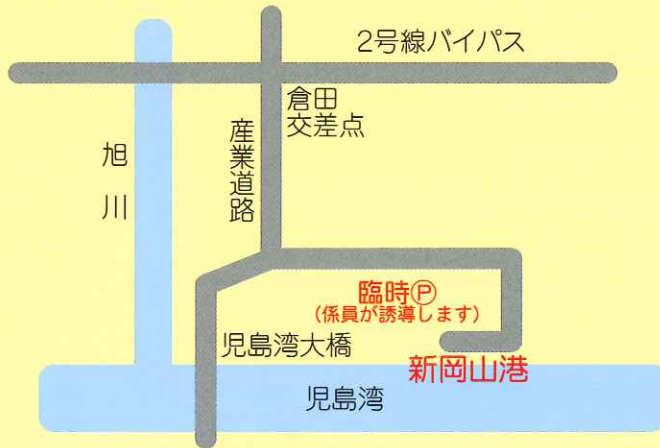 2号線バイパス
倉田
交差点
産業道路
旭川
臨時Ⓟ
(係員が誘導します)
児島湾大橋
新岡山港
児島湾